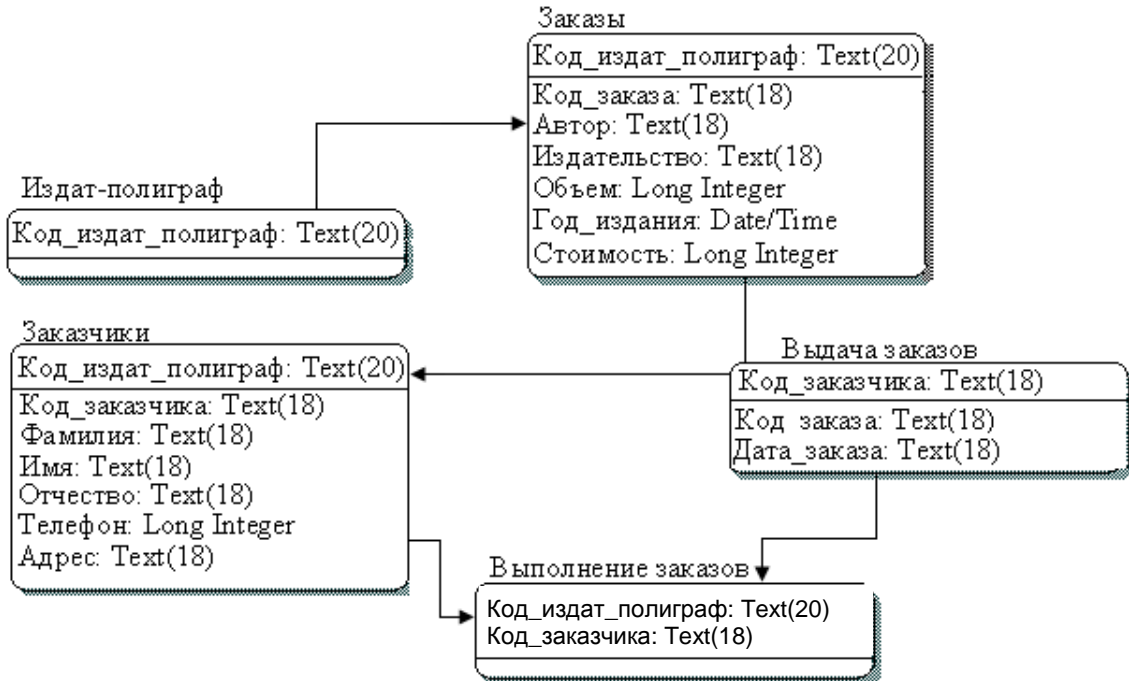 Заказы
Код_издат_полиграф: Text(20)
Код_заказа: Text(18)
Автор: Text(18)
Издательство: Text(18)
Объем: Long Integer
Год_издания: Date/Time
Стоимость: Long Integer
Издат-полиграф
Код_издат_полиграф: Text(20)
Заказчики
Код_издат_полиграф: Text(20)
Код_заказчика: Text(18)
Фамилия: Text(18)
Имя: Text(18)
Отчество: Text(18)
Телефон: Long Integer
Адрес: Text(18)
Выдача заказов
Код_заказчика: Text(18)
Код_заказа: Text(18)
Дата_заказа: Text(18)
Выполнение заказов
Код_издат_полиграф: Text(20)
Код_заказчика: Text(18)